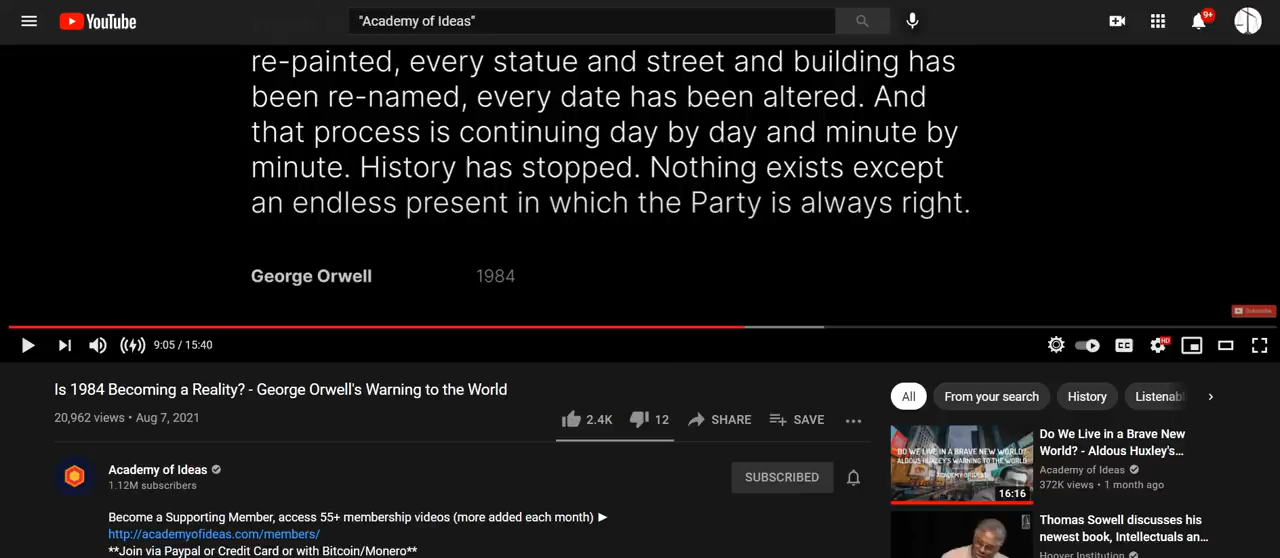 YouTube
"Academy of Ideas"
9+
re-painted, every statue and street and building has
been re-named, every date has been altered. And
that process is continuing day by day and minute by
minute. History has stopped. Nothing exists except
an endless present in which the Party is always right.
George Orwell 1984
Subscribe
9:05 / 15:40
CC
HD
Is 1984 Becoming a Reality? - George Orwell's Warning to the World
20,962 views • Aug 7, 2021
2.4K 12 SHARE SAVE
Academy of Ideas
1.12M subscribers
SUBSCRIBED
Become a Supporting Member, access 55+ membership videos (more added each month) ►
http://academyofideas.com/members/
**Join via Paypal or Credit Card or with Bitcoin/Monero**
All From your search History Listenabl
DO WE LIVE IN A BRAVE NEW WORLD?
ALDOUS HUXLEY'S WARNING TO THE WORLD
ACADEMY OF IDEAS
16:16
Do We Live in a Brave New
World? - Aldous Huxley's...
Academy of Ideas
372K views • 1 month ago
Thomas Sowell discusses his
newest book, Intellectuals an...
Hoover Institution